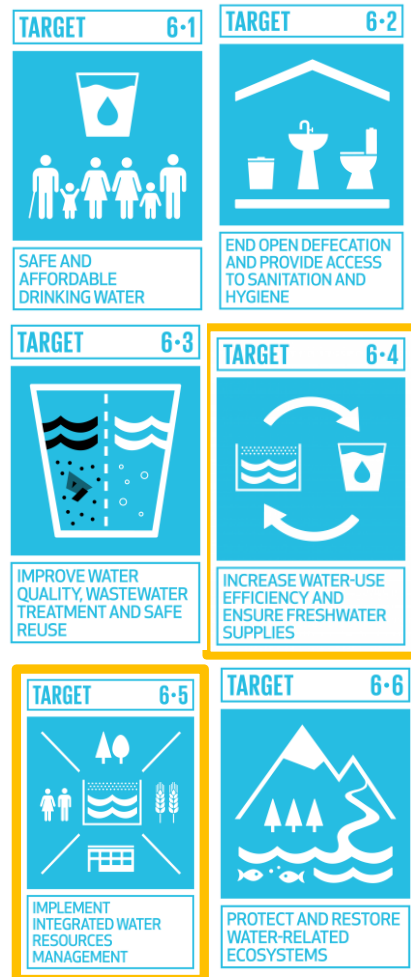 TARGET 6·1
SAFE AND
AFFORDABLE
DRINKING WATER
TARGET 6·2
END OPEN DEFECATION
AND PROVIDE ACCESS
TO SANITATION AND
HYGIENE
TARGET 6·3
IMPROVE WATER
QUALITY, WASTEWATER
TREATMENT AND SAFE
REUSE
TARGET 6·4
INCREASE WATER-USE
EFFICIENCY AND
ENSURE FRESHWATER
SUPPLIES
TARGET 6·5
IMPLEMENT
INTEGRATED WATER
RESOURCES
MANAGEMENT
TARGET 6·6
PROTECT AND RESTORE
WATER-RELATED
ECOSYSTEMS